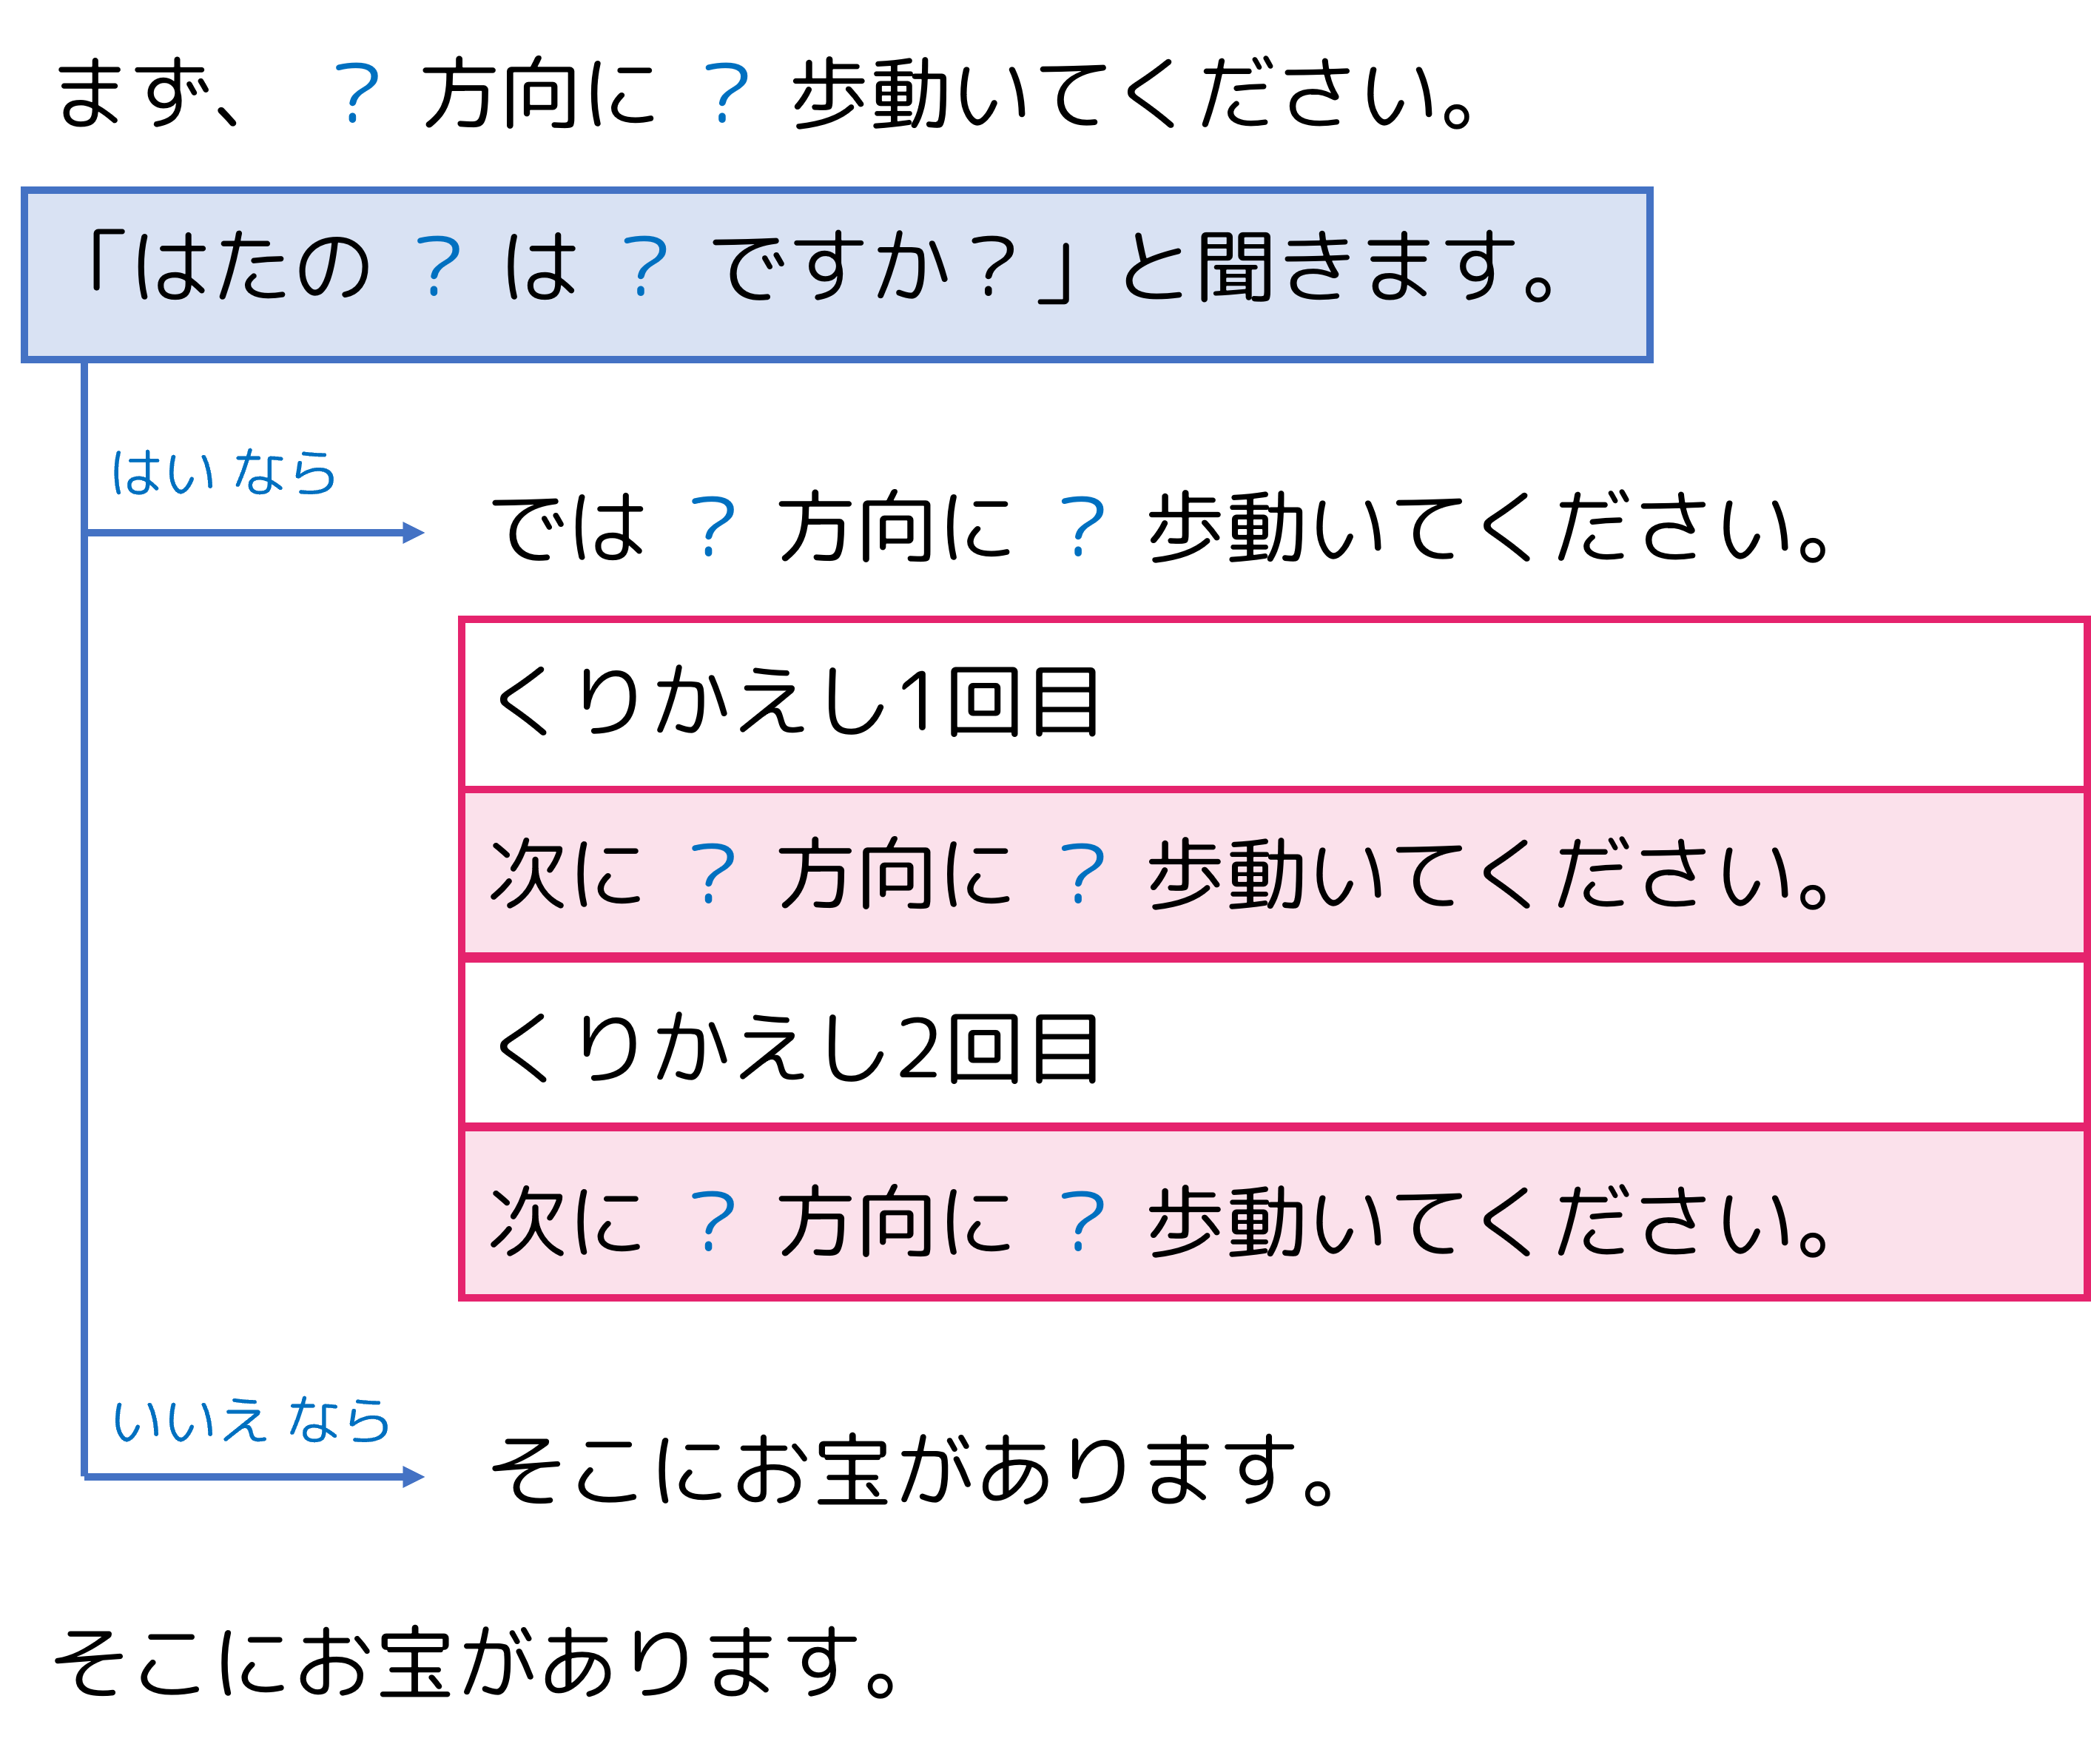 まず、 ? 方向に ? 歩動いてください。
「はたの ? は ? ですか?」と聞きます。
はい なら
では ? 方向に ? 歩動いてください。
くりかえし1回目
次に ? 方向に ? 歩動いてください。
くりかえし2回目
次に ? 方向に ? 歩動いてください。
いいえ なら
そこにお宝があります。
そこにお宝があります。